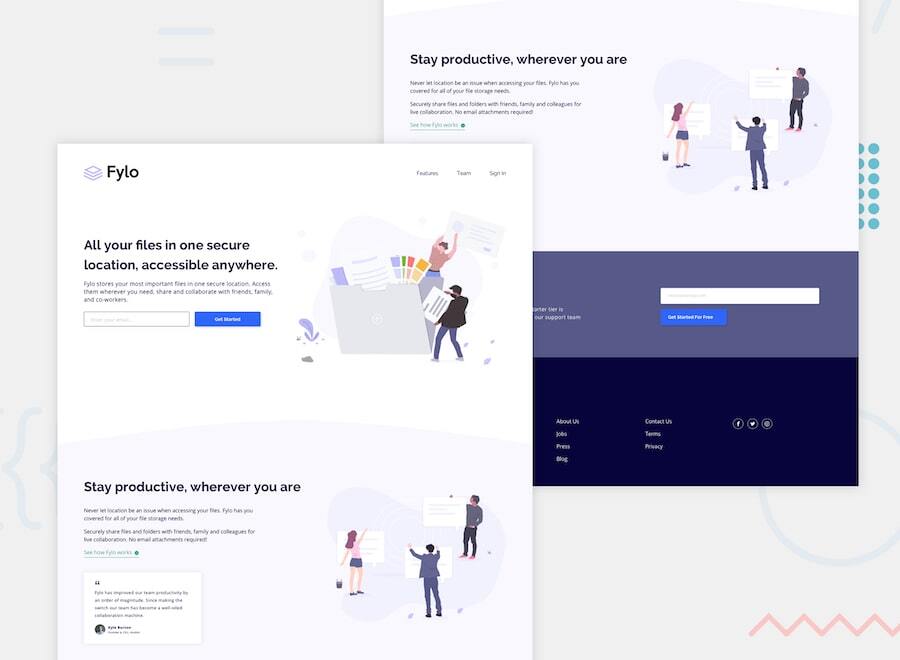 Fylo
Features
Team
Sign In
All your files in one secure
location, accessible anywhere.
Fylo stores your most important files in one secure location. Access
them wherever you need, share and collaborate with friends, family,
and co-workers.
Enter your email...
Get Started
Stay productive, wherever you are
Never let location be an issue when accessing your files. Fylo has you
covered for all of your file storage needs.
Securely share files and folders with friends, family and colleagues for
live collaboration. No email attachments required!
See how Fylo works
“
Fylo has improved our team productivity by
an order of magnitude. Since making the
switch our team has become a well-oiled
collaboration machine.
Kyle Burton
Founder & CEO, Huddle
Stay productive, wherever you are
Never let location be an issue when accessing your files. Fylo has you
covered for all of your file storage needs.
Securely share files and folders with friends, family and colleagues for
live collaboration. No email attachments required!
See how Fylo works
tarter tier is
our support team
Get Started For Free
About Us
Jobs
Press
Blog
Contact Us
Terms
Privacy